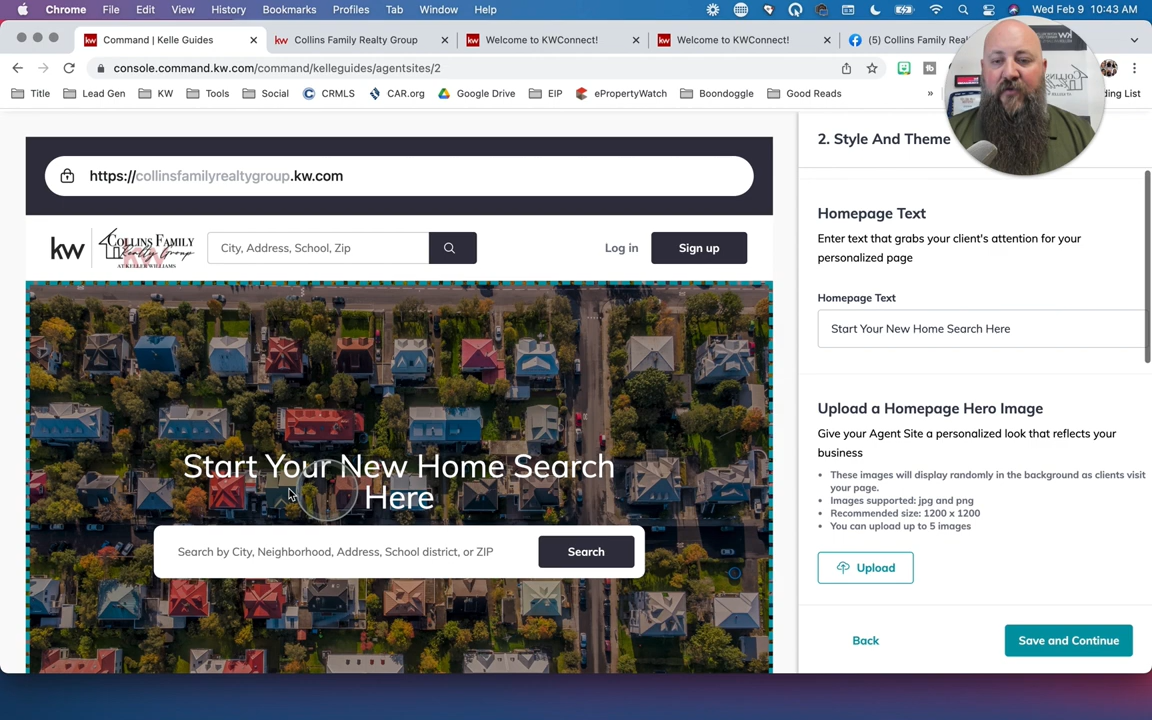 Chrome File Edit View History Bookmarks Profiles Tab Window Help Wed Feb 9 10:43 AM
Command | Kelle Guides Collins Family Realty Group Welcome to KWConnect! Welcome to KWConnect! (5) Collins Family Rea
console.command.kw.com/command/kelleguides/agentsites/2
Title Lead Gen KW Tools Social CRMLS CAR.org Google Drive EIP ePropertyWatch Boondoggle Good Reads » ding List
https://collinsfamilyrealtygroup.kw.com
kw COLLINS FAMILY
Realty Group
AT KELLER WILLIAMS
City, Address, School, Zip
Log in Sign up
Start Your New Home Search
Here
Search by City, Neighborhood, Address, School district, or ZIP Search
2. Style And Theme
Homepage Text
Enter text that grabs your client's attention for your
personalized page
Homepage Text
Start Your New Home Search Here
Upload a Homepage Hero Image
Give your Agent Site a personalized look that reflects your
business
• These images will display randomly in the background as clients visit
your page.
• Images supported: jpg and png
• Recommended size: 1200 x 1200
• You can upload up to 5 images
Upload
Back Save and Continue